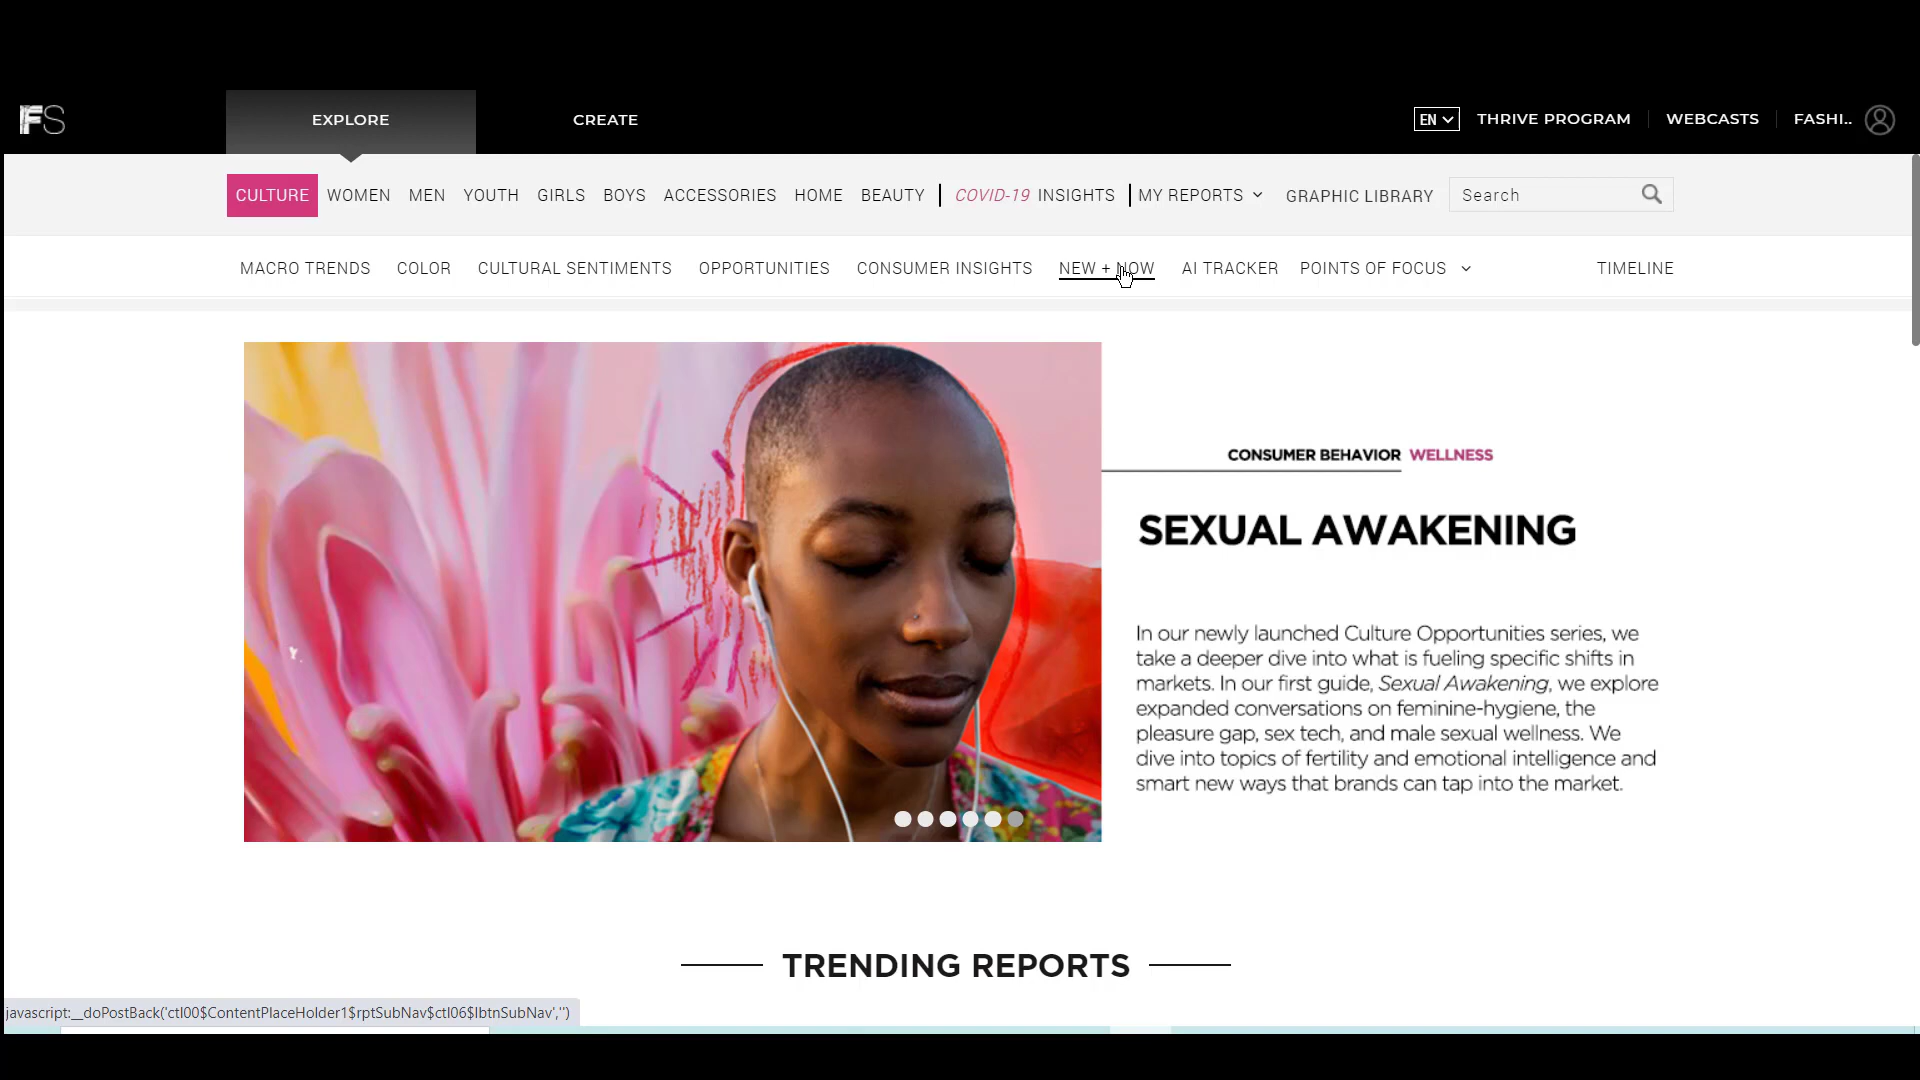 FS
EXPLORE
CREATE
EN
THRIVE PROGRAM
WEBCASTS
FASHI..
CULTURE WOMEN MEN YOUTH GIRLS BOYS ACCESSORIES HOME BEAUTY COVID-19 INSIGHTS MY REPORTS GRAPHIC LIBRARY Search
MACRO TRENDS COLOR CULTURAL SENTIMENTS OPPORTUNITIES CONSUMER INSIGHTS NEW + NOW AI TRACKER POINTS OF FOCUS TIMELINE
CONSUMER BEHAVIOR WELLNESS
SEXUAL AWAKENING
In our newly launched Culture Opportunities series, we
take a deeper dive into what is fueling specific shifts in
markets. In our first guide, Sexual Awakening, we explore
expanded conversations on feminine-hygiene, the
pleasure gap, sex tech, and male sexual wellness. We
dive into topics of fertility and emotional intelligence and
smart new ways that brands can tap into the market.
TRENDING REPORTS
javascript:__doPostBack('ctl00$ContentPlaceHolder1$rptSubNav$ctl06$lbtnSubNav','')